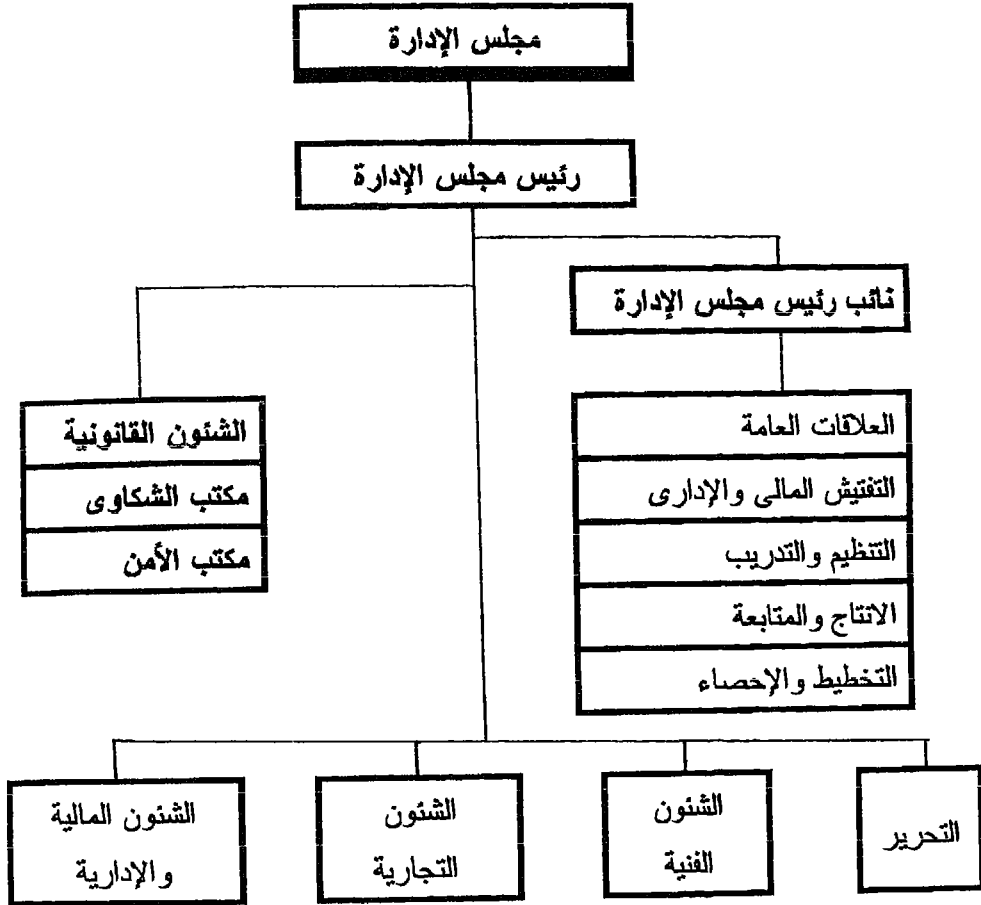 مجلس الإدارة
رئيس مجلس الإدارة
نائب رئيس مجلس الإدارة
العلاقات العامة
التفتيش المالى والإدارى
التنظيم والتدريب
الانتاج والمتابعة
التخطيط والإحصاء
الشئون القانونية
مكتب الشكاوى
مكتب الأمن
التحرير
الشئون
الفنية
الشئون
التجارية
الشئون المالية
والإدارية